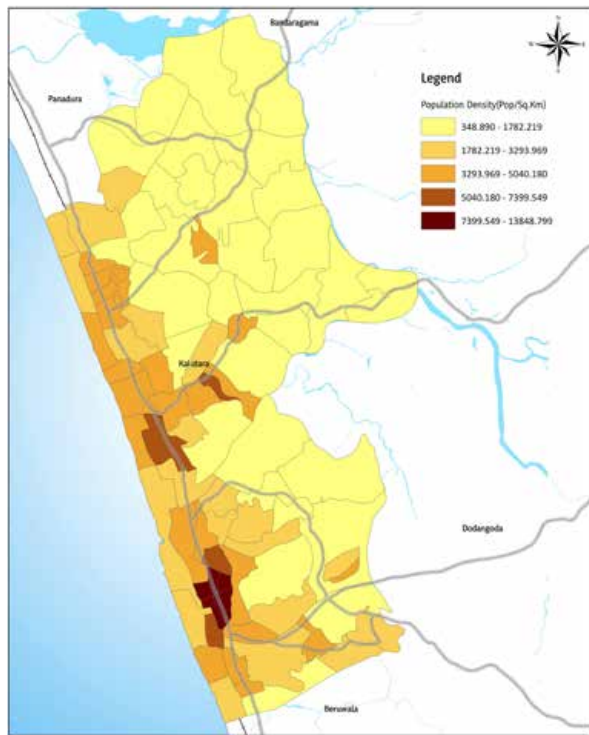 Bandaragama
Panadura
Legend
Population Density(Pop/Sq.Km)
348.890 - 1782.219
1782.219 - 3293.969
3293.969 - 5040.180
5040.180 - 7399.549
7399.549 - 13848.799
Kalutara
Dodangoda
Beruwala